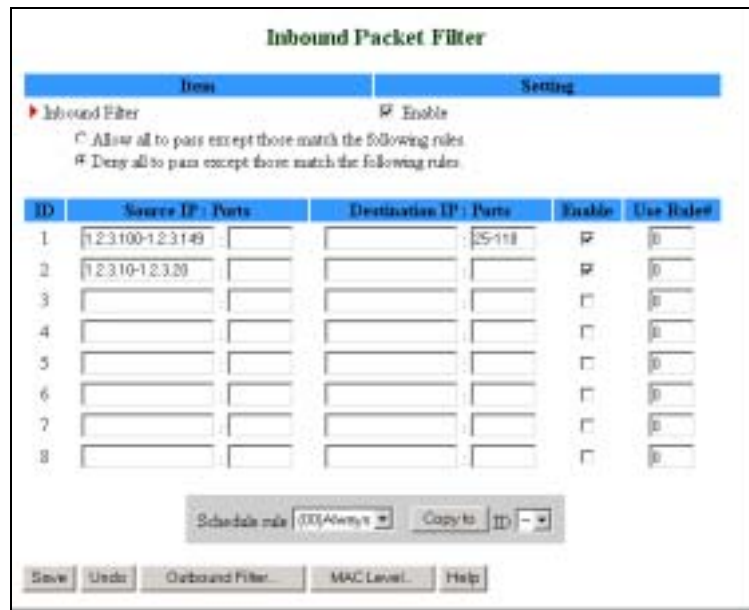 Inbound Packet Filter
Item Setting
Inbound Filter Enable
Allow all to pass except those match the following rules.
Deny all to pass except those match the following rules.
ID Source IP : Ports Destination IP : Ports Enable Use Rule#
1 1.2.3.100-1.2.3.149 : : 25-110 0
2 1.2.3.10-1.2.3.20 : : 0
3 : : 0
4 : : 0
5 : : 0
6 : : 0
7 : : 0
8 : : 0
Schedule rule (00)Always Copy to ID --
Save Undo Outbound Filter... MAC Level... Help